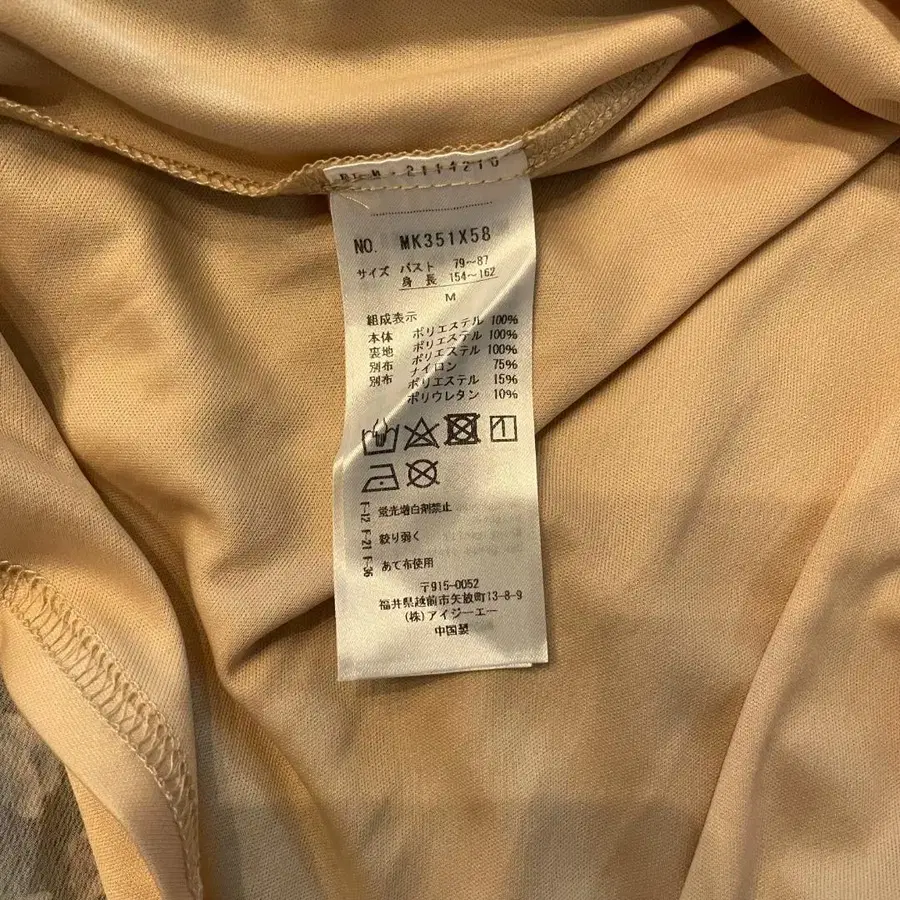 2114210
NO. MK351X58
サイズ バスト 79~87
身長 154~162
M
組成表示
本体 ポリエステル 100%
裏地 ポリエステル 100%
別布 ポリエステル 100%
別布 ナイロン 75%
ポリエステル 15%
ポリウレタン 10%
F-12 蛍光増白剤禁止
F-21 絞り弱く
F-36 あて布使用
〒915-0052
福井県越前市矢放町13-8-9
(株)アイジーエー
中国製